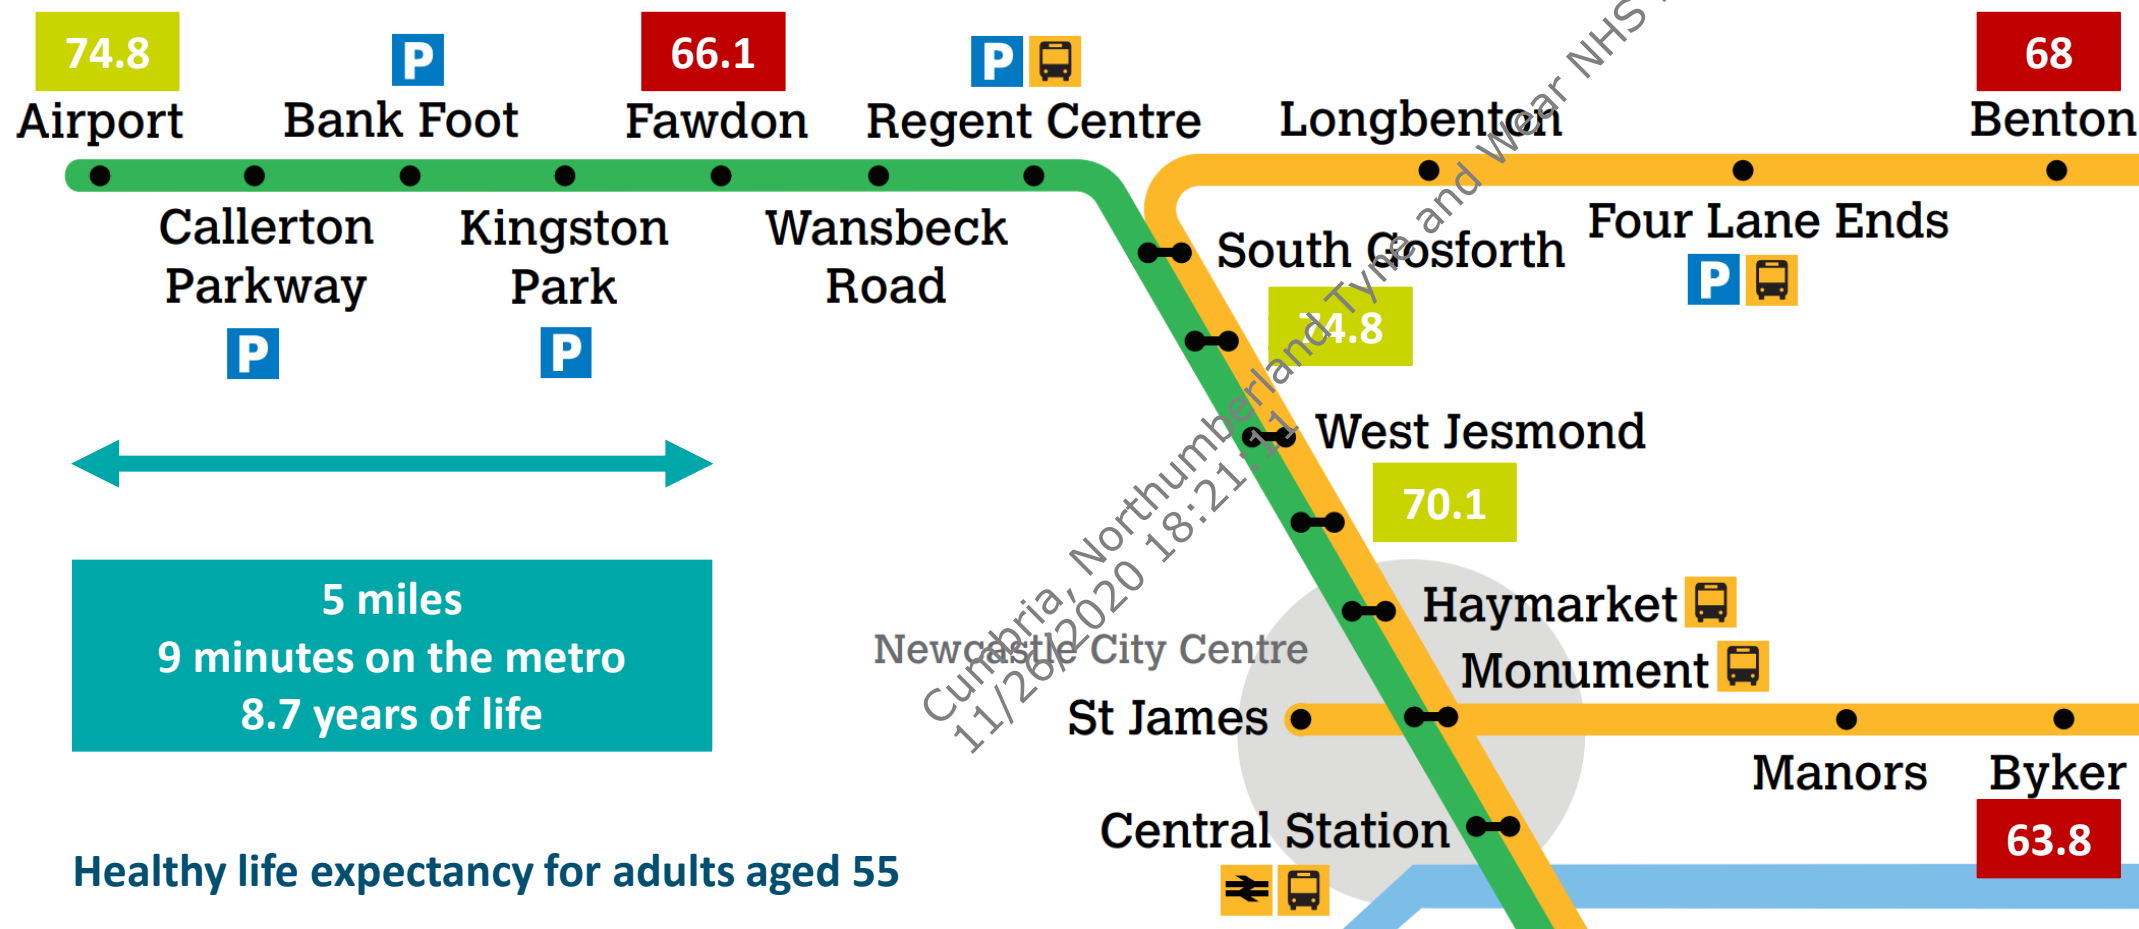 74.8
Airport
P
Bank Foot
66.1
Fawdon
P
Regent Centre
Longbenton
68
Benton
Callerton
Parkway
P
Kingston
Park
P
Wansbeck
Road
South Gosforth
74.8
Four Lane Ends
P
West Jesmond
70.1
5 miles
9 minutes on the metro
8.7 years of life
Haymarket
Newcastle City Centre
Monument
St James
Manors
Byker
63.8
Central Station
Healthy life expectancy for adults aged 55
Cumbria, Northumberland Tyne and Wear NHS
11/26/2020 18:21:11